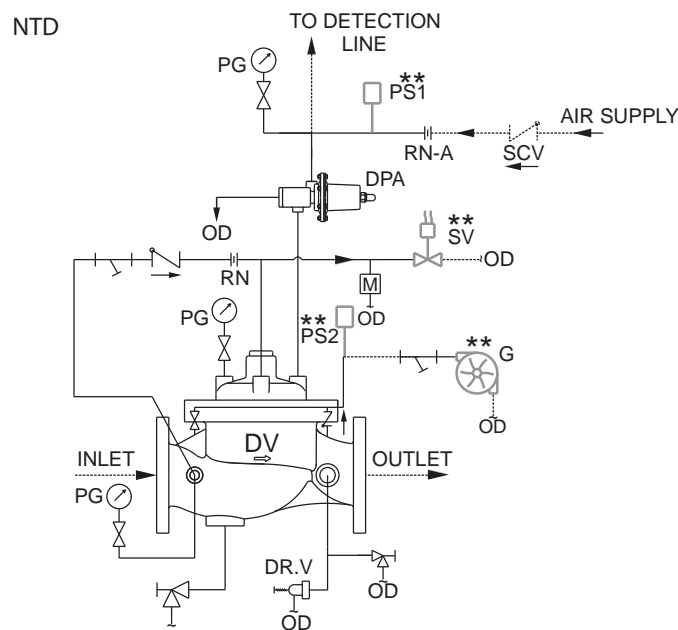 NTD
TO DETECTION
LINE
PG
**
PS1
AIR SUPPLY
RN-A
SCV
DPA
OD
**
SV
OD
RN
M
OD
PG
**
PS2
**
G
OD
DV
INLET
OUTLET
PG
DR.V
OD
OD